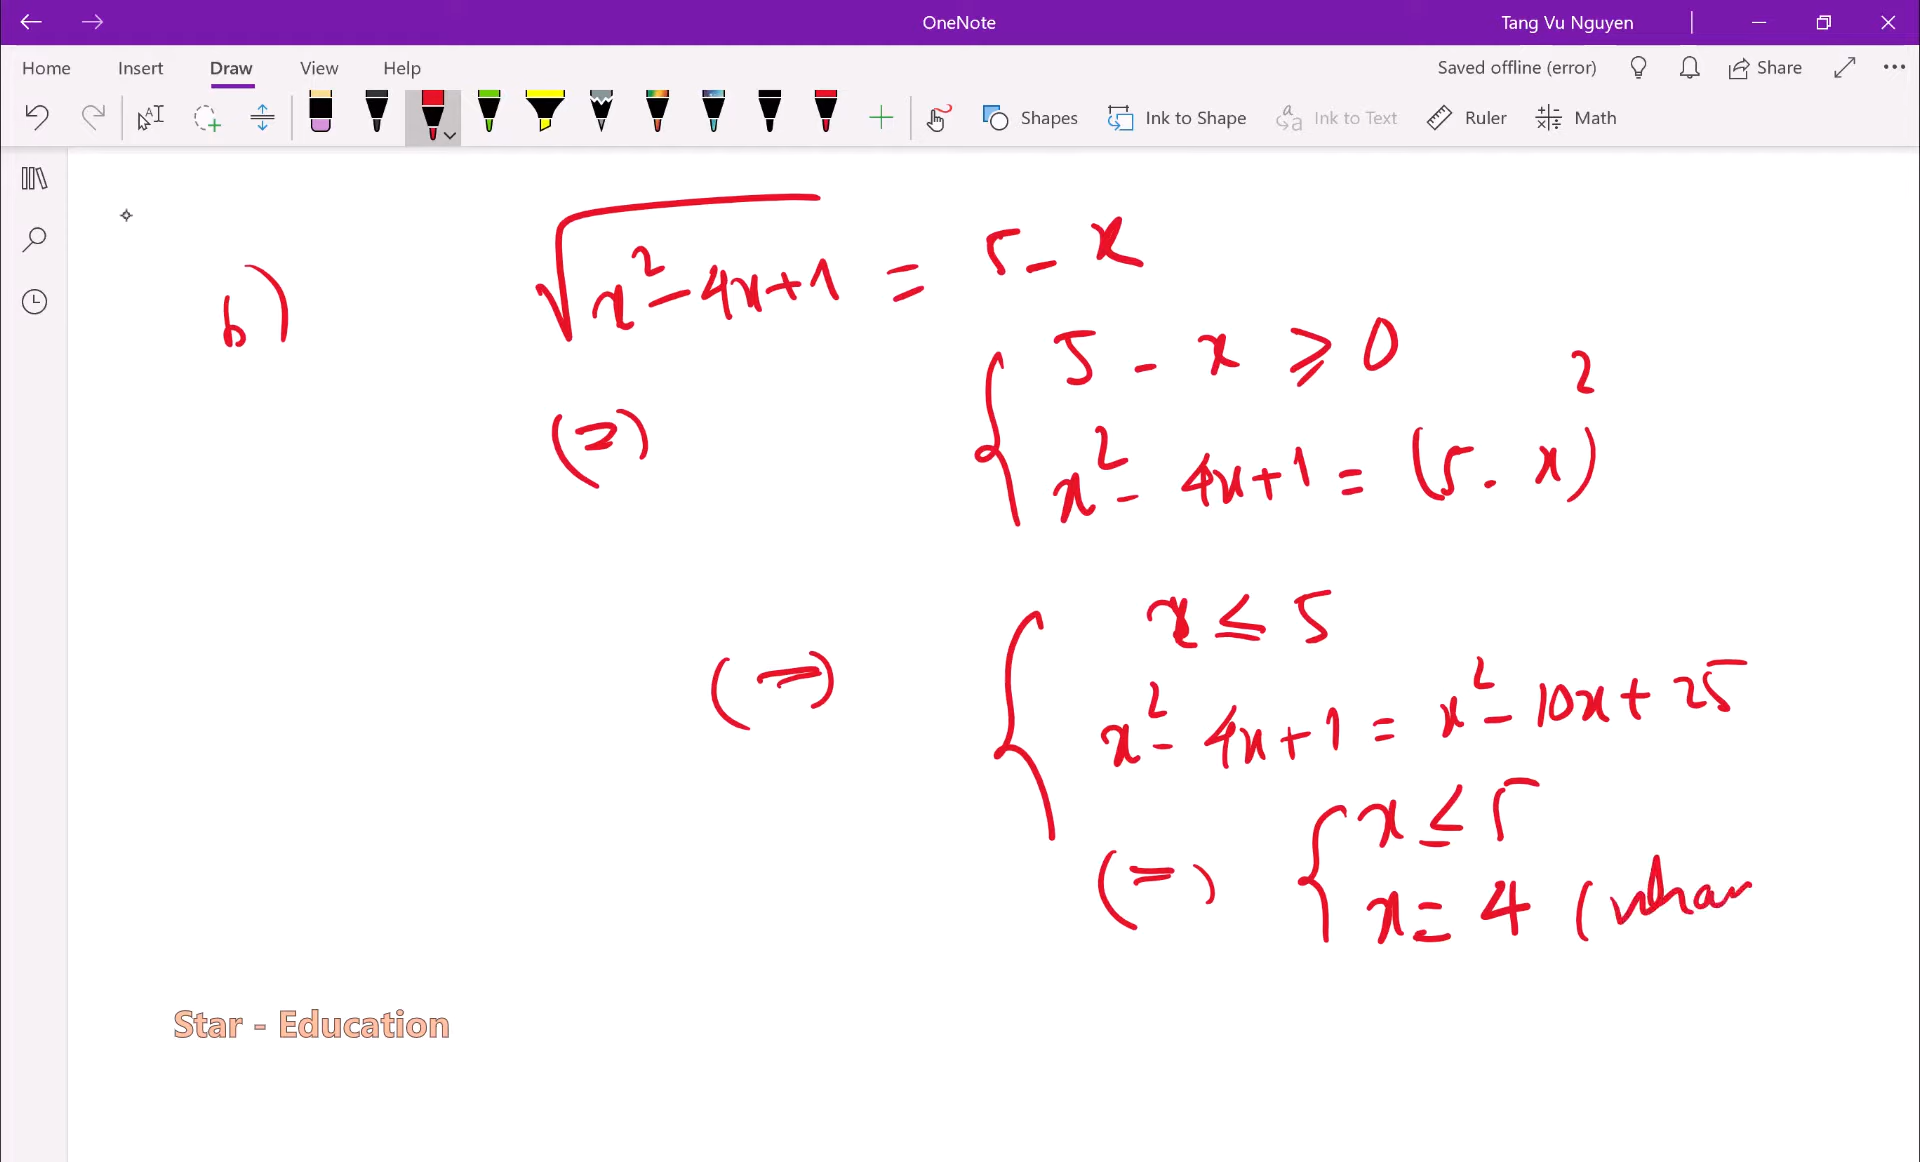 OneNote
Tang Vu Nguyen
Home Insert Draw View Help
Saved offline (error) Share
Shapes Ink to Shape Ink to Text Ruler Math
b) √(x² - 4x + 1) = 5 - x
(=) { 5 - x ⩾ 0
x² - 4x + 1 = (5 - x)²
(=) { x ≤ 5
x² - 4x + 1 = x² - 10x + 25
(=) { x ≤ 5
x = 4 (nhan
Star - Education